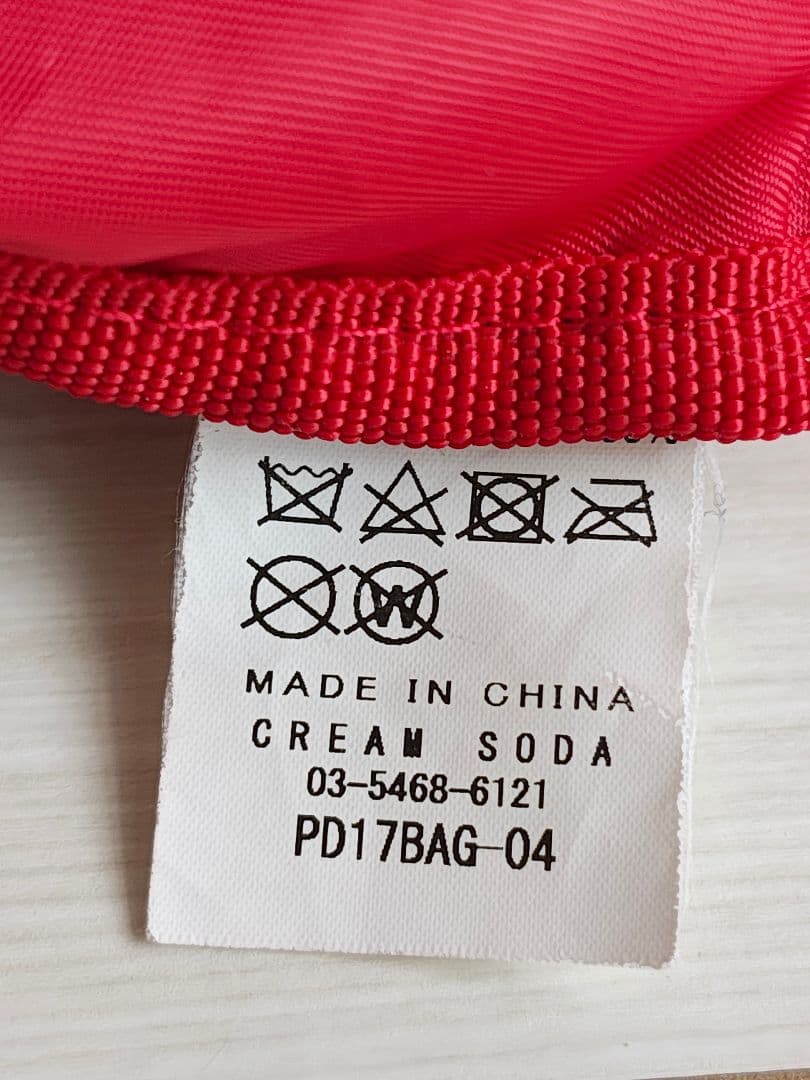 W
MADE IN CHINA
CREAM SODA
03-5468-6121
PD17BAG-04